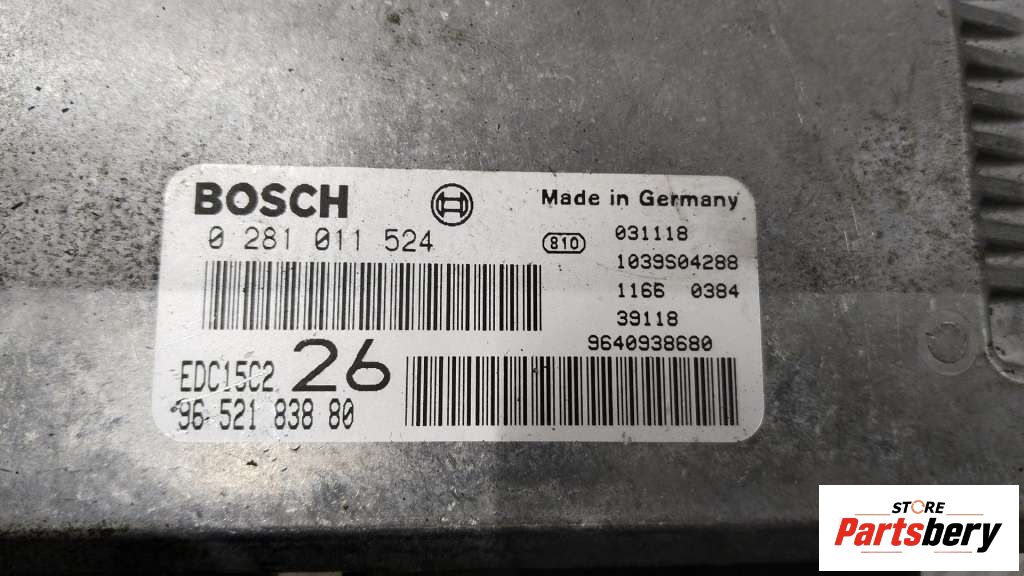 BOSCH
Made in Germany
0 281 011 524
810
031118
1039S04288
1166 0384
39118
9640938680
EDC15C2 26
96 521 838 80
STORE
Partsbery